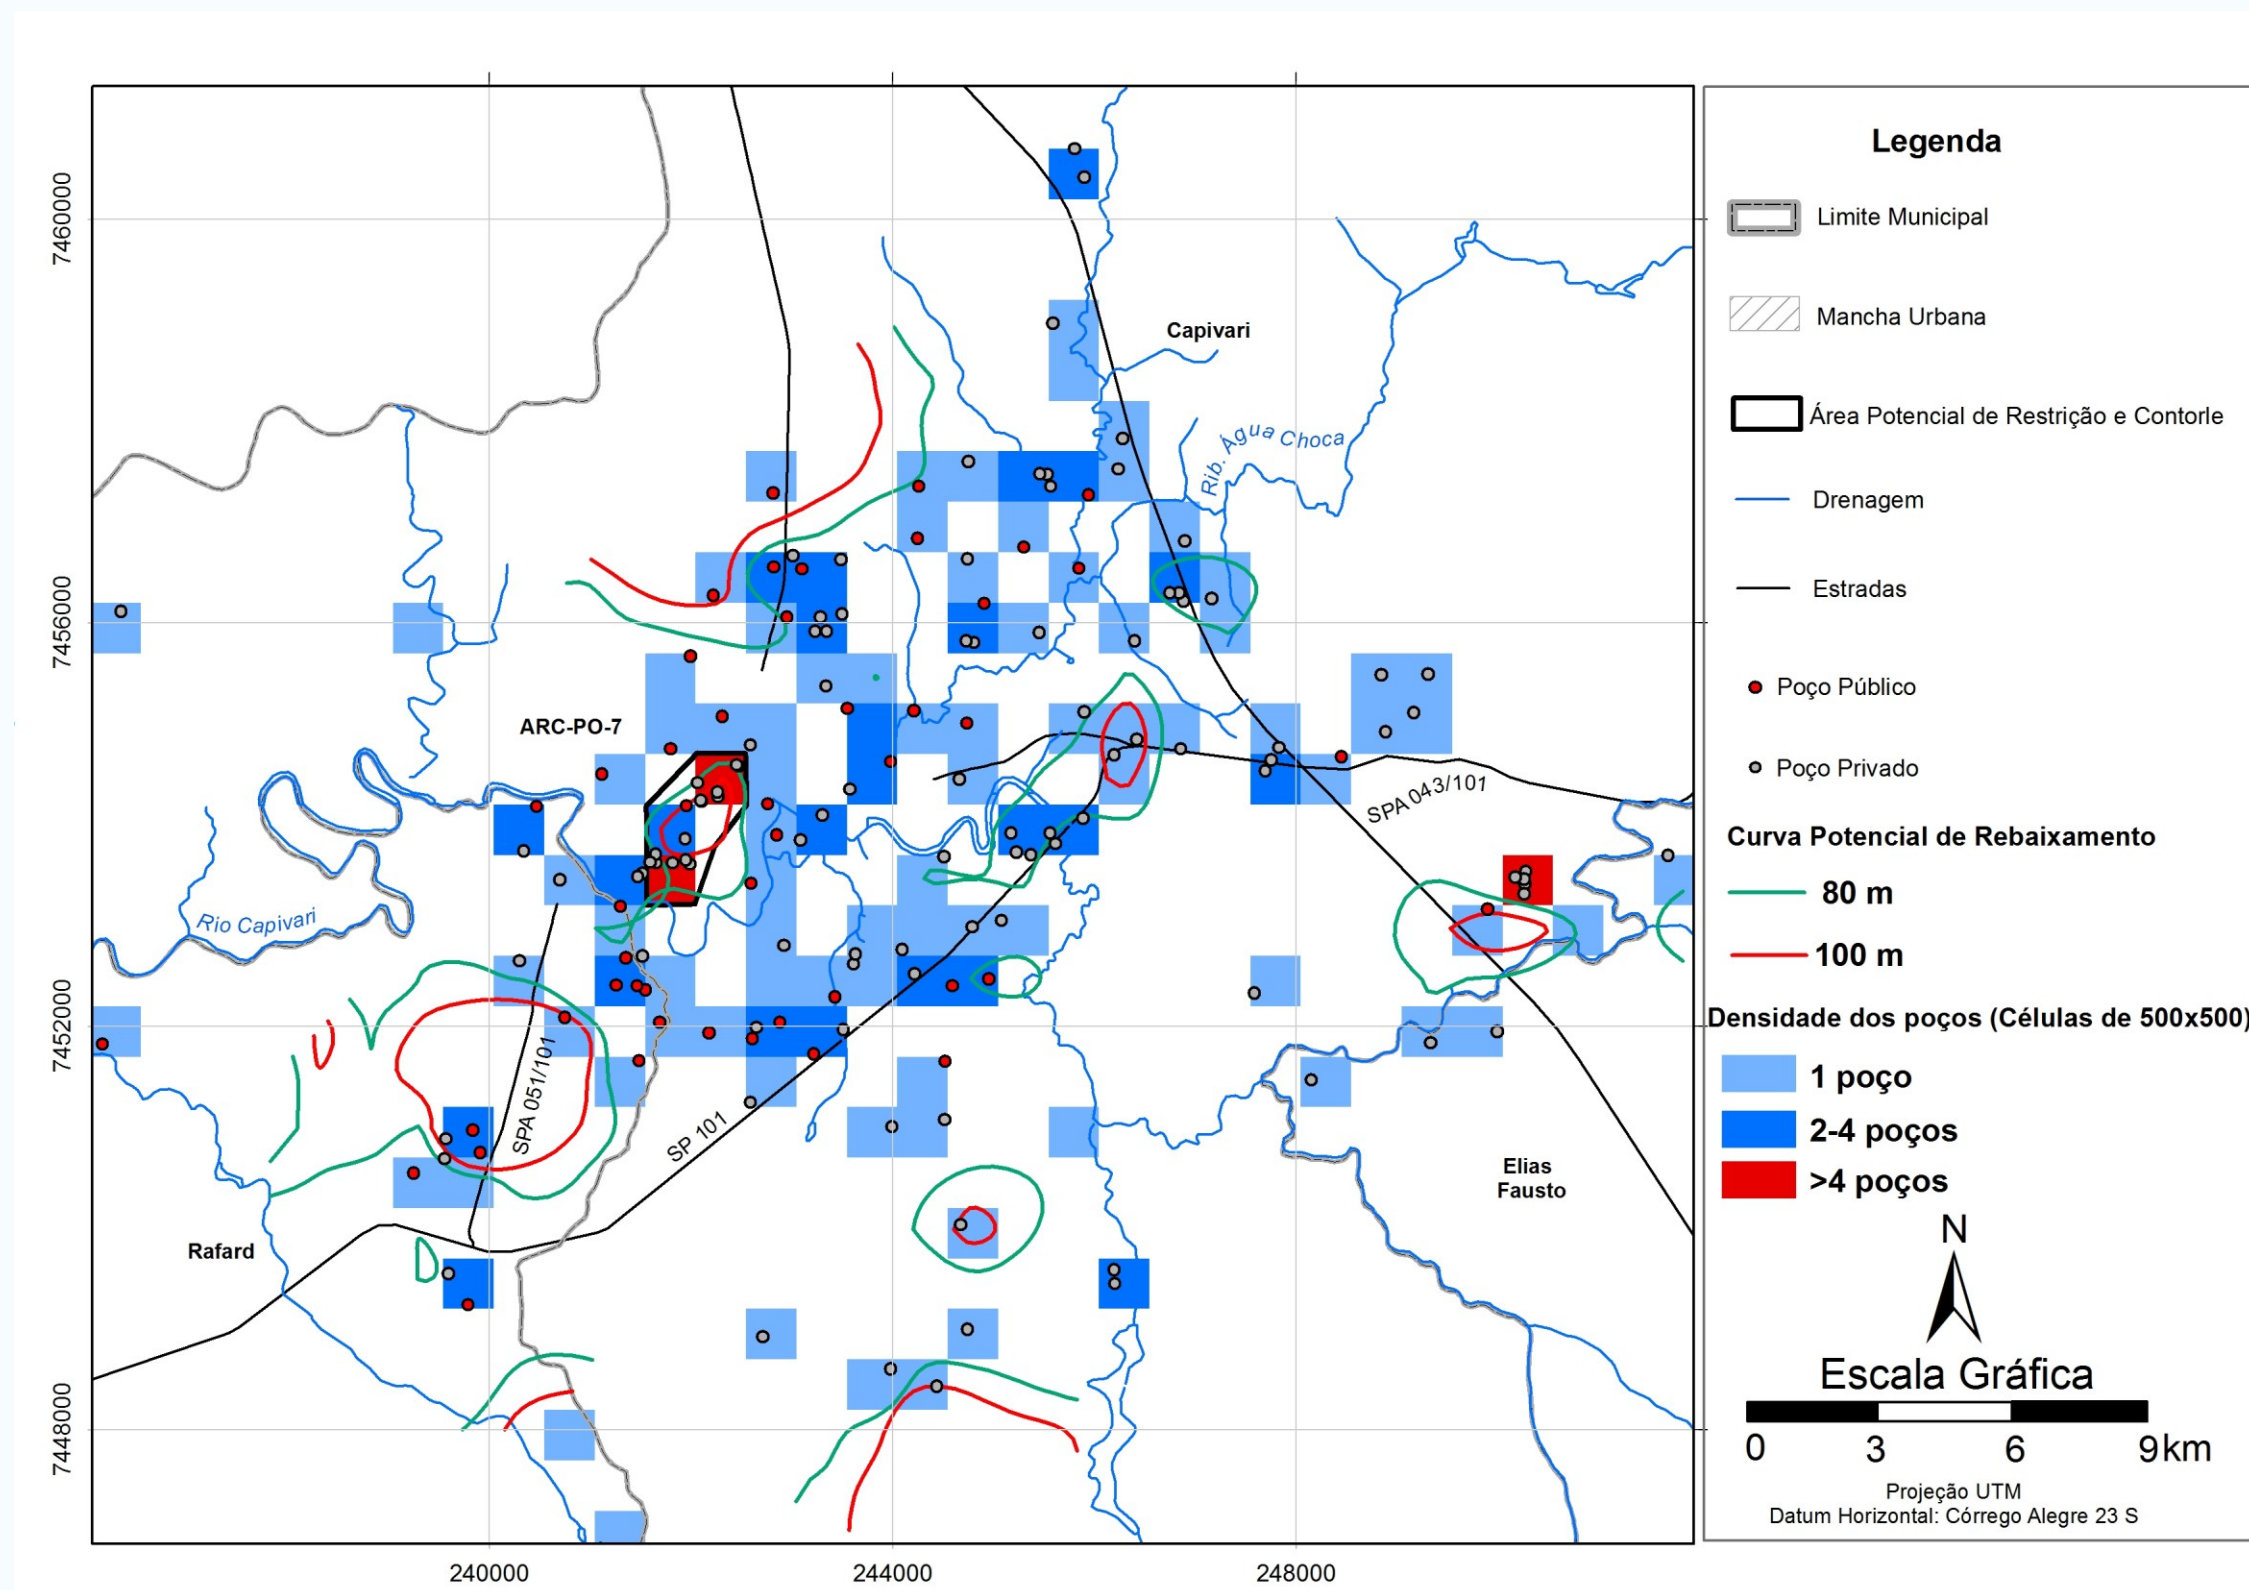 7460000
7456000
7452000
7448000
240000
244000
248000
Capivari
Rib. Água Choca
ARC-PO-7
Rio Capivari
SPA 043/101
SPA 051/101
SP 101
Rafard
Elias
Fausto
Legenda
Limite Municipal
Mancha Urbana
Área Potencial de Restrição e Contorle
Drenagem
Estradas
Poço Público
Poço Privado
Curva Potencial de Rebaixamento
80 m
100 m
Densidade dos poços (Células de 500x500)
1 poço
2-4 poços
>4 poços
N
Escala Gráfica
0 3 6 9km
Projeção UTM
Datum Horizontal: Córrego Alegre 23 S